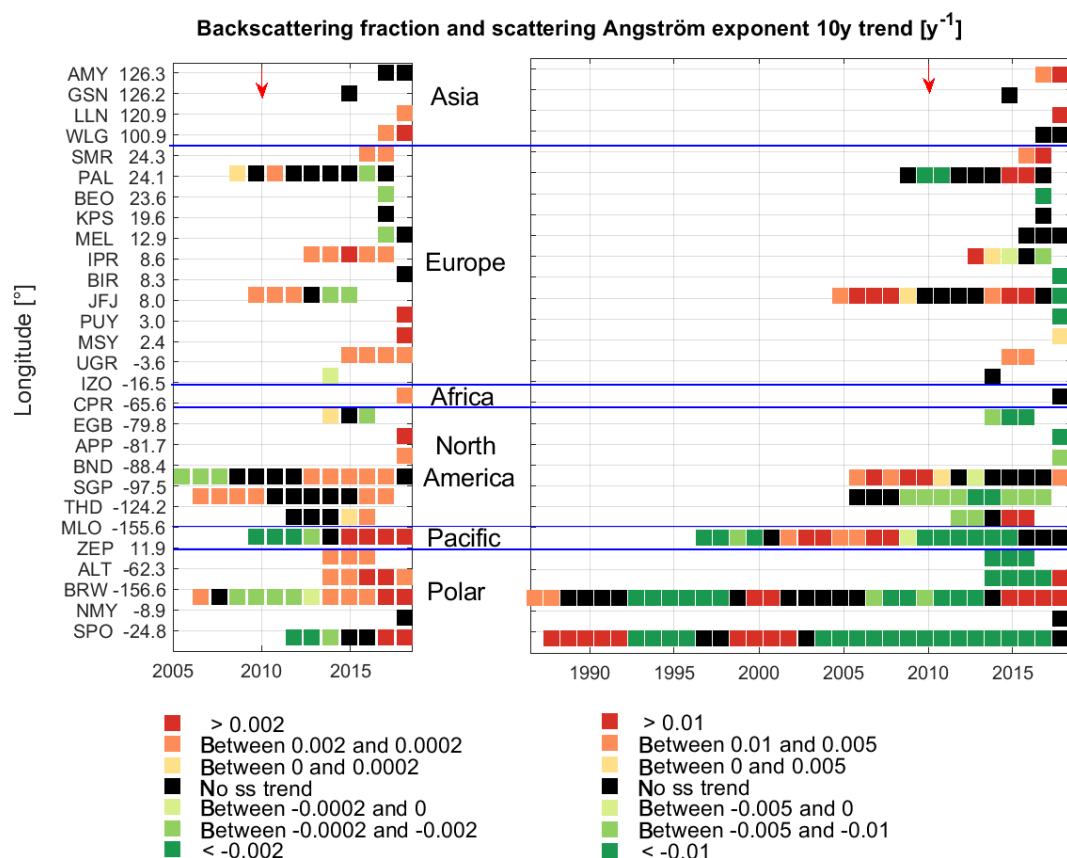 Backscattering fraction and scattering Angström exponent 10y trend [y-1]
Longitude [°]
AMY 126.3
GSN 126.2
LLN 120.9
WLG 100.9
SMR 24.3
PAL 24.1
BEO 23.6
KPS 19.6
MEL 12.9
IPR 8.6
BIR 8.3
JFJ 8.0
PUY 3.0
MSY 2.4
UGR -3.6
IZO -16.5
CPR -65.6
EGB -79.8
APP -81.7
BND -88.4
SGP -97.5
THD -124.2
MLO -155.6
ZEP 11.9
ALT -62.3
BRW -156.6
NMY -8.9
SPO -24.8
Asia
Europe
Africa
North
America
Pacific
Polar
2005 2010 2015
1990 1995 2000 2005 2010 2015
> 0.002
Between 0.002 and 0.0002
Between 0 and 0.0002
No ss trend
Between -0.0002 and 0
Between -0.0002 and -0.002
< -0.002
> 0.01
Between 0.01 and 0.005
Between 0 and 0.005
No ss trend
Between -0.005 and 0
Between -0.005 and -0.01
< -0.01